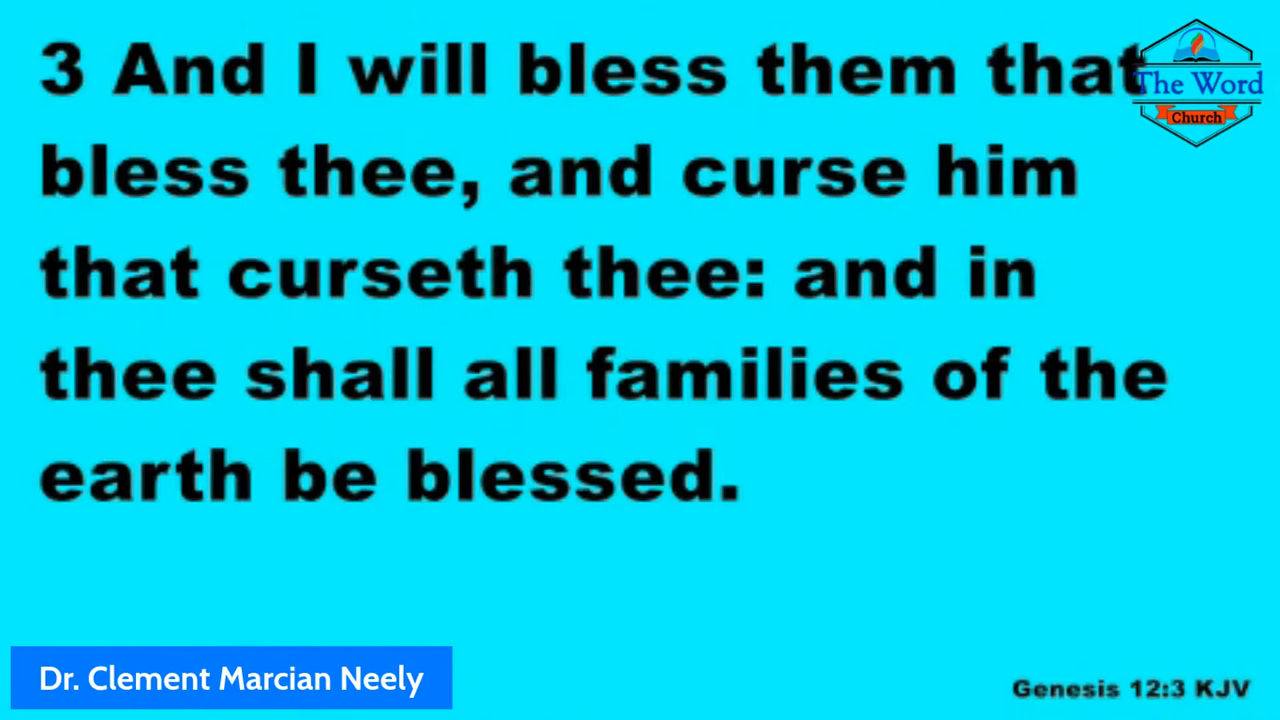 3 And I will bless them that
The Word
Church
bless thee, and curse him
that curseth thee: and in
thee shall all families of the
earth be blessed.
Dr. Clement Marcian Neely
Genesis 12:3 KJV